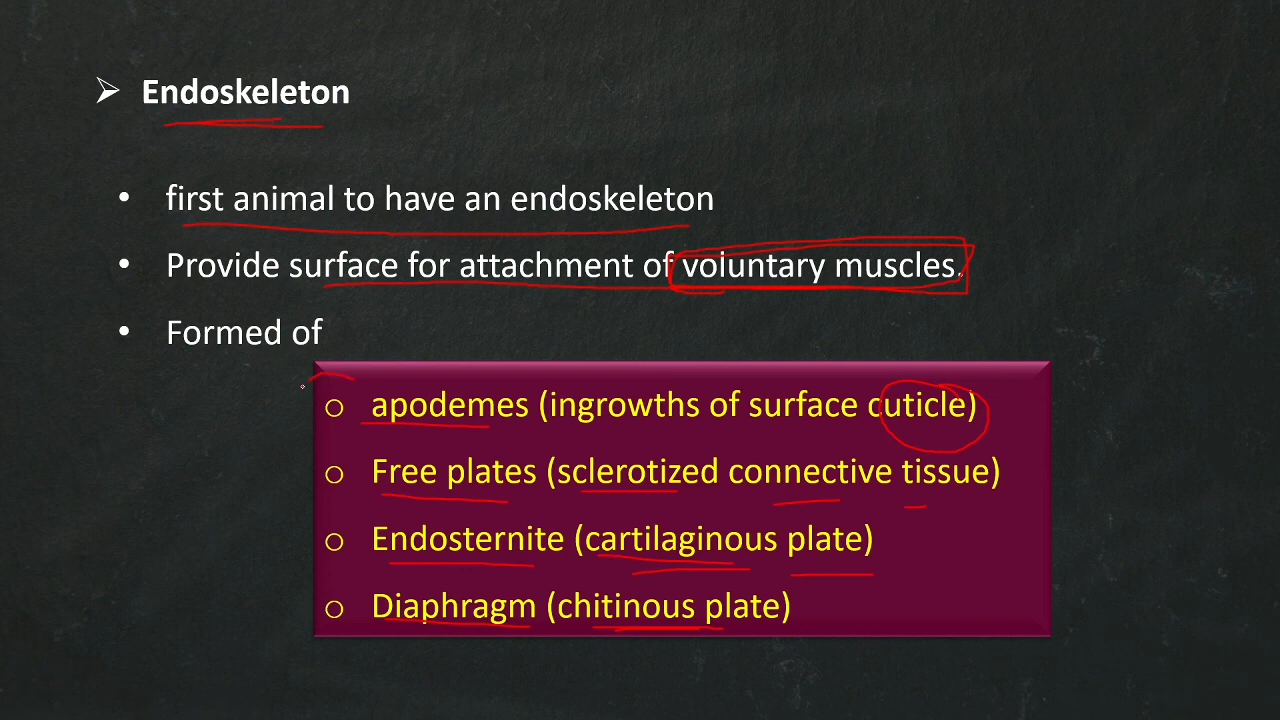 Endoskeleton
first animal to have an endoskeleton
Provide surface for attachment of voluntary muscles.
Formed of
apodemes (ingrowths of surface cuticle)
Free plates (sclerotized connective tissue)
Endosternite (cartilaginous plate)
Diaphragm (chitinous plate)